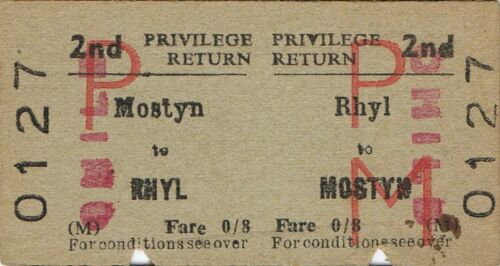 2nd PRIVILEGE RETURN
Mostyn
to
RHYL
(M) Fare 0/8
For conditions see over
0127
P
2nd PRIVILEGE RETURN
Rhyl
to
MOSTYN
Fare 0/8 (M)
For conditions see over
0127
P
M